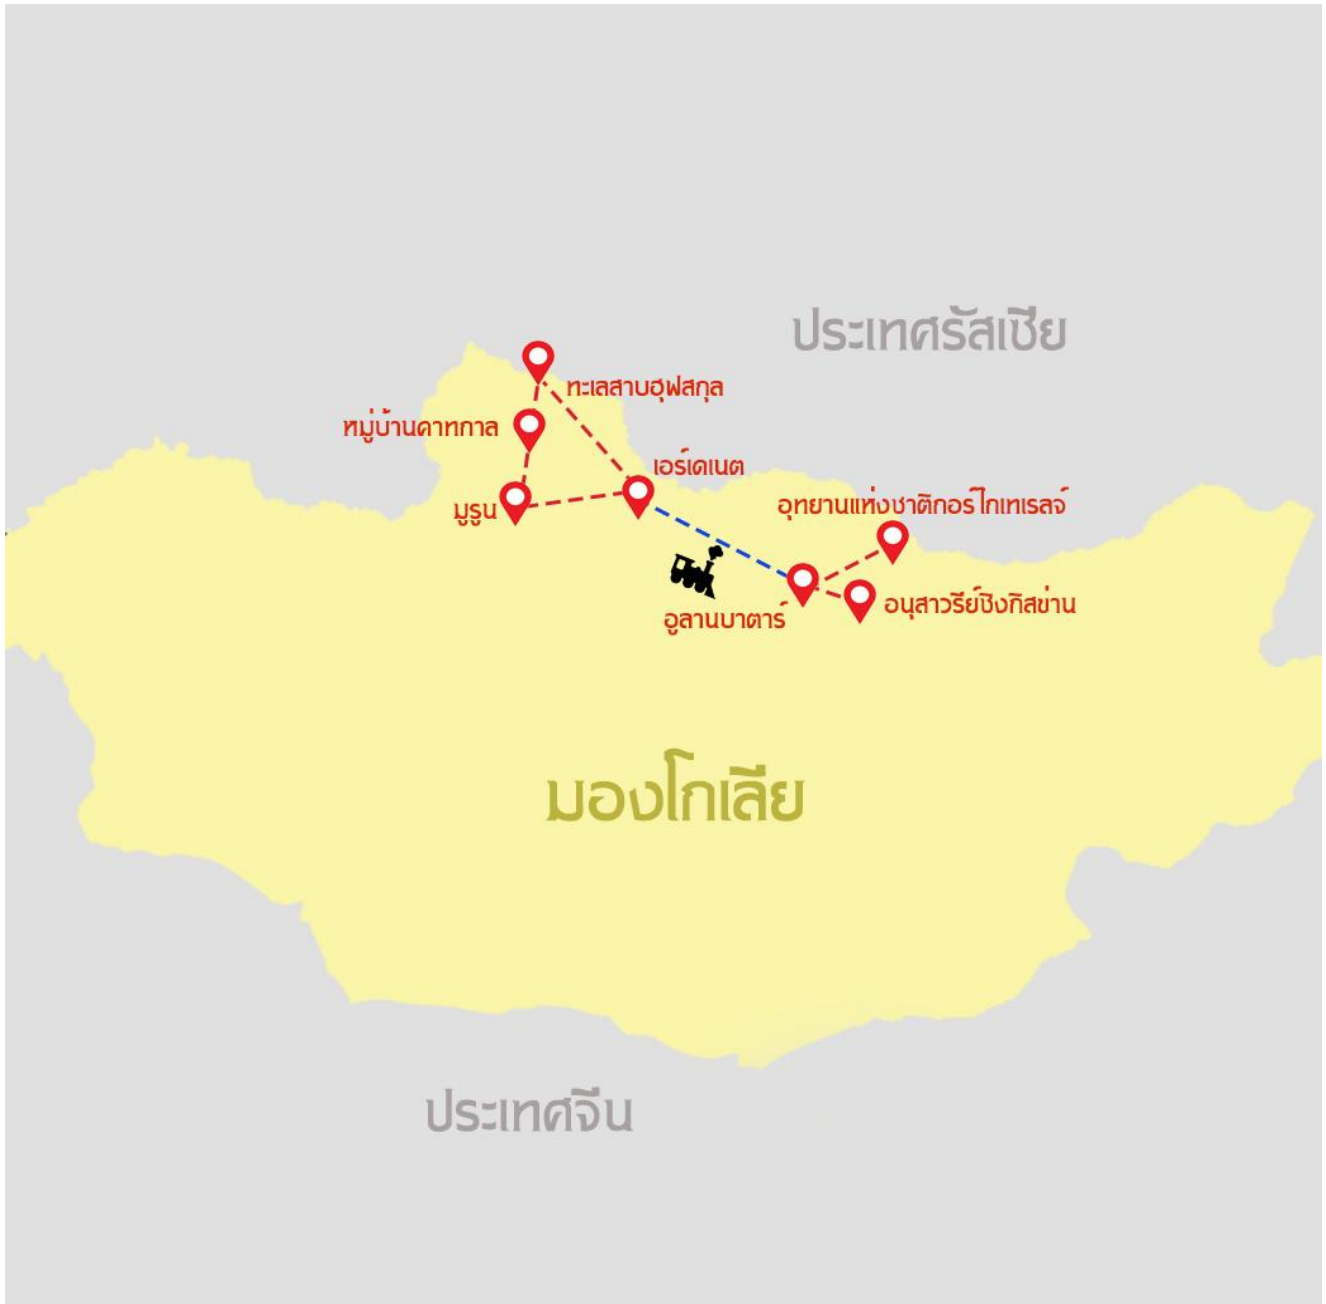 ประเทศรัสเซีย
ทะเลสาบฮุฟสกุล
หมู่บ้านคาทกาล
เอร์เดเนต
มูรูน
อุทยานแห่งชาติกอร์ไกเทเรลจ์
อนุสาวรีย์ชิงกิสข่าน
อูลานบาตาร์
มองโกเลีย
ประเทศจีน